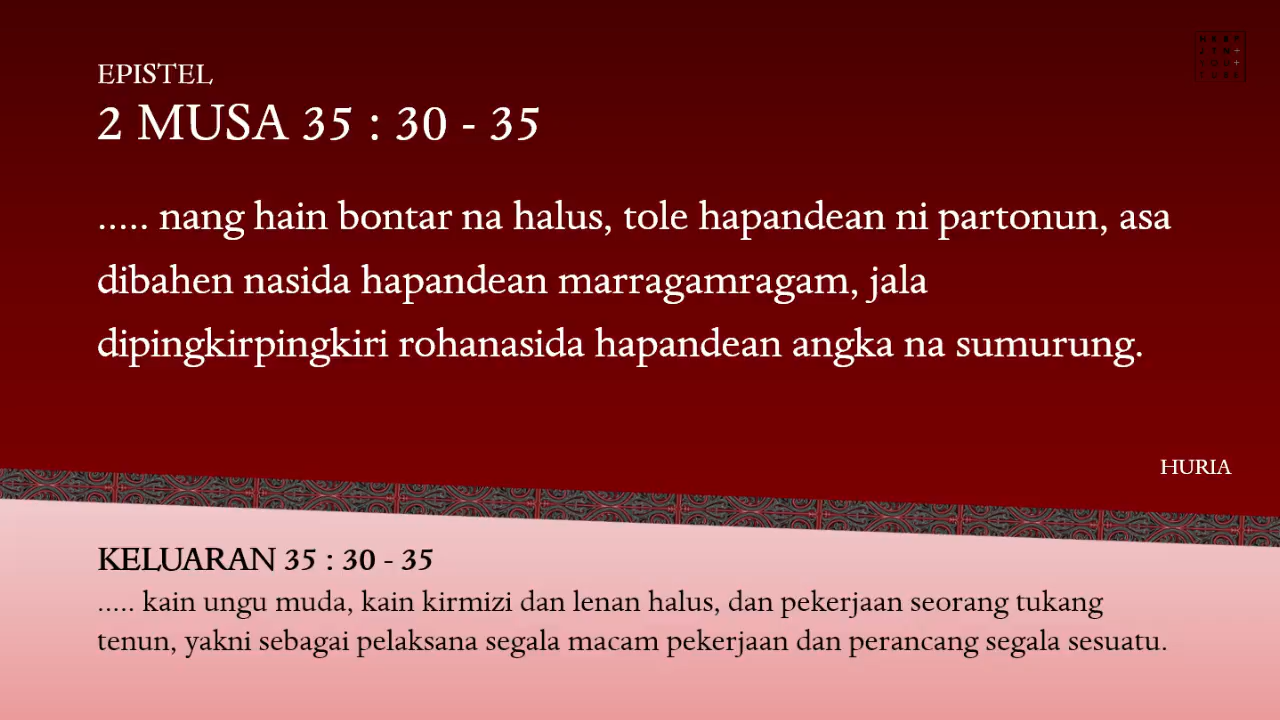 EPISTEL
2 MUSA 35 : 30 - 35
..... nang hain bontar na halus, tole hapandean ni partonun, asa
dibahen nasida hapandean marragamragam, jala
dipingkirpingkiri rohanasida hapandean angka na sumurung.
HURIA
KELUARAN 35 : 30 - 35
..... kain ungu muda, kain kirmizi dan lenan halus, dan pekerjaan seorang tukang
tenun, yakni sebagai pelaksana segala macam pekerjaan dan perancang segala sesuatu.